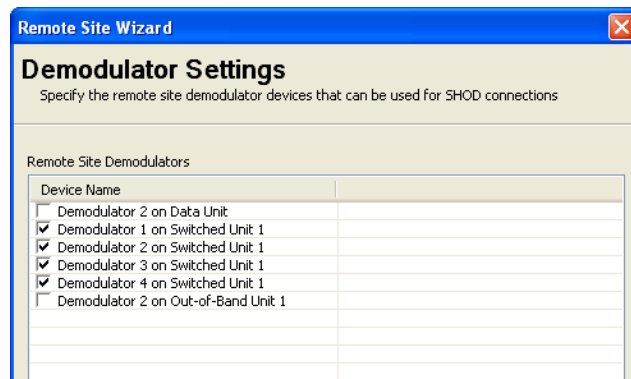 Remote Site Wizard
Demodulator Settings
Specify the remote site demodulator devices that can be used for SHOD connections
Remote Site Demodulators
Device Name
Demodulator 2 on Data Unit
Demodulator 1 on Switched Unit 1
Demodulator 2 on Switched Unit 1
Demodulator 3 on Switched Unit 1
Demodulator 4 on Switched Unit 1
Demodulator 2 on Out-of-Band Unit 1